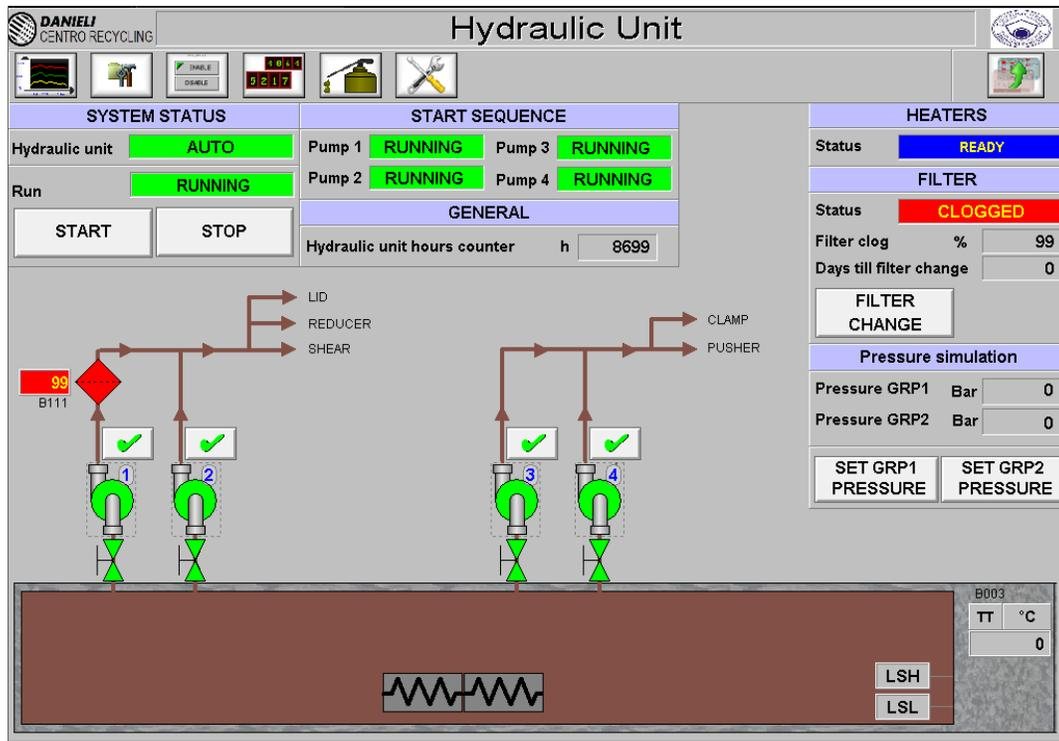 DANIELI
CENTRO RECYCLING
Hydraulic Unit
ENABLE
DISABLE
SYSTEM STATUS
Hydraulic unit AUTO
Run RUNNING
START STOP
START SEQUENCE
Pump 1 RUNNING Pump 3 RUNNING
Pump 2 RUNNING Pump 4 RUNNING
GENERAL
Hydraulic unit hours counter h 8699
HEATERS
Status READY
FILTER
Status CLOGGED
Filter clog % 99
Days till filter change 0
FILTER
CHANGE
Pressure simulation
Pressure GRP1 Bar 0
Pressure GRP2 Bar 0
SET GRP1
PRESSURE
SET GRP2
PRESSURE
LID
REDUCER
SHEAR
CLAMP
PUSHER
99
B111
1 2 3 4
B003
TT °C
0
LSH
LSL